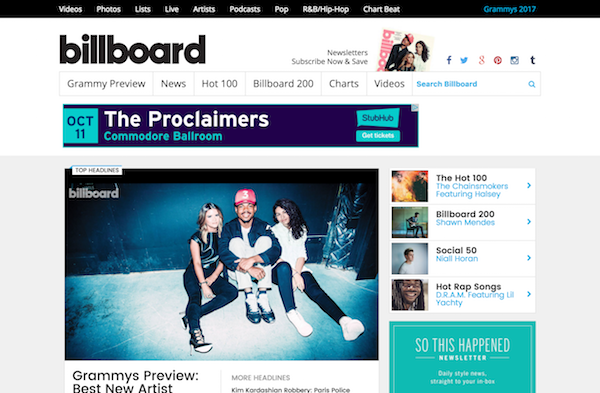 Videos Photos Lists Live Artists Podcasts Pop R&B/Hip-Hop Chart Beat Grammys 2017
billboard
Newsletters
Subscribe Now & Save
Grammy Preview News Hot 100 Billboard 200 Charts Videos Search Billboard
OCT
11
The Proclaimers
Commodore Ballroom
StubHub
Get tickets
TOP HEADLINES
billboard
Grammys Preview:
Best New Artist
MORE HEADLINES
Kim Kardashian Robbery: Paris Police
The Hot 100
The Chainsmokers
Featuring Halsey
Billboard 200
Shawn Mendes
Social 50
Niall Horan
Hot Rap Songs
D.R.A.M. Featuring Lil
Yachty
SO THIS HAPPENED
NEWSLETTER
Daily style news,
straight to your in-box